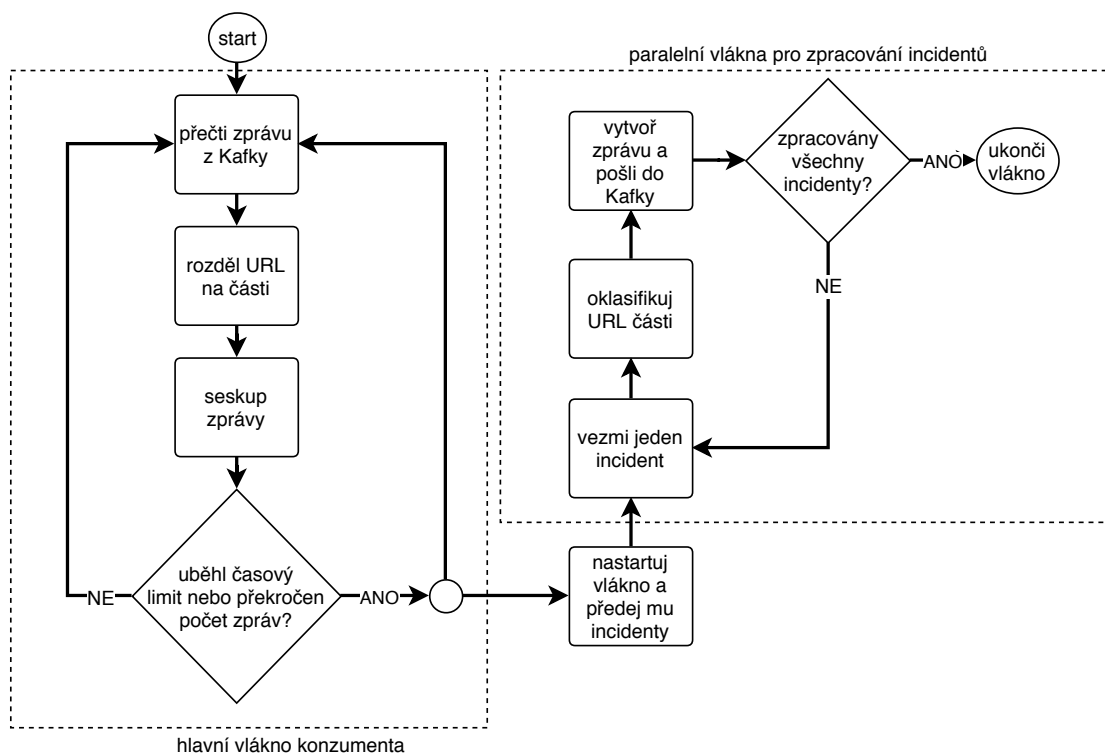 start
přečti zprávu
z Kafky
rozděl URL
na části
seskup
zprávy
uběhl časový
limit nebo překročen
počet zpráv?
NE
ANO
hlavní vlákno konzumenta
nastartuj
vlákno a
předej mu
incidenty
paralelní vlákna pro zpracování incidentů
vezmi jeden
incident
oklasifikuj
URL části
vytvoř
zprávu a
pošli do
Kafky
zpracovány
všechny
incidenty?
ANO
NE
ukonči
vlákno